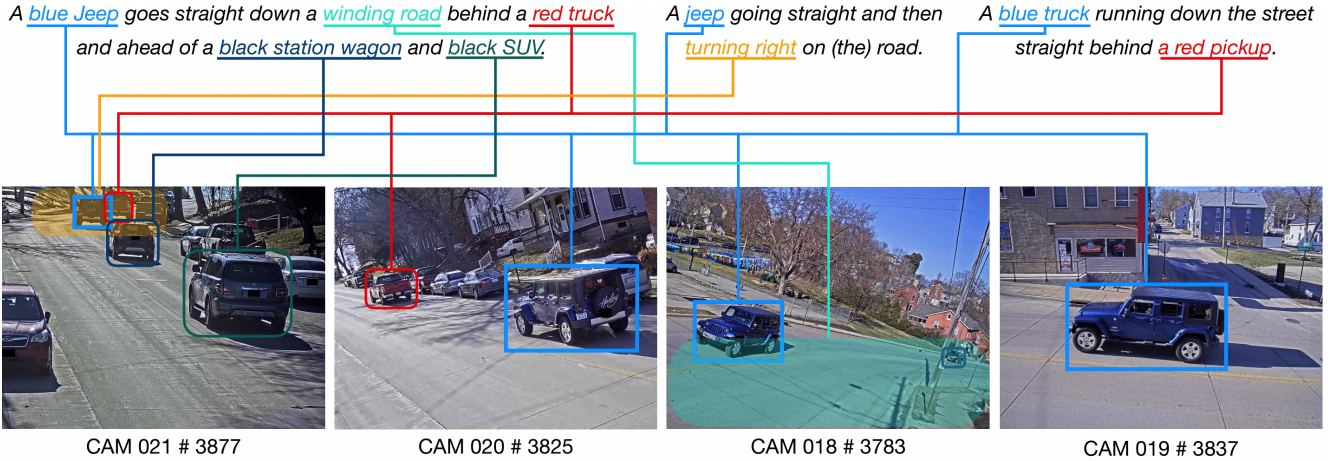 A blue Jeep goes straight down a winding road behind a red truck
and ahead of a black station wagon and black SUV.
A jeep going straight and then
turning right on (the) road.
A blue truck running down the street
straight behind a red pickup.
CAM 021 # 3877
CAM 020 # 3825
CAM 018 # 3783
CAM 019 # 3837